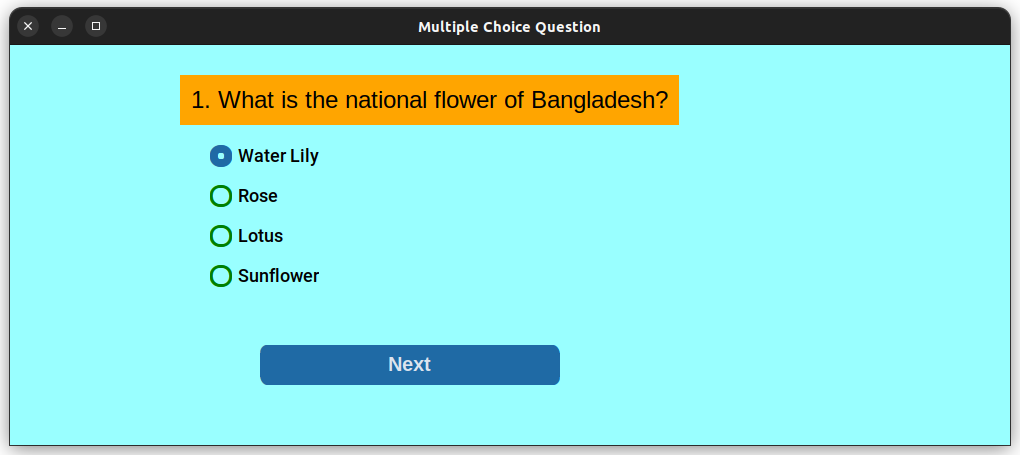 Multiple Choice Question
1. What is the national flower of Bangladesh?
Water Lily
Rose
Lotus
Sunflower
Next